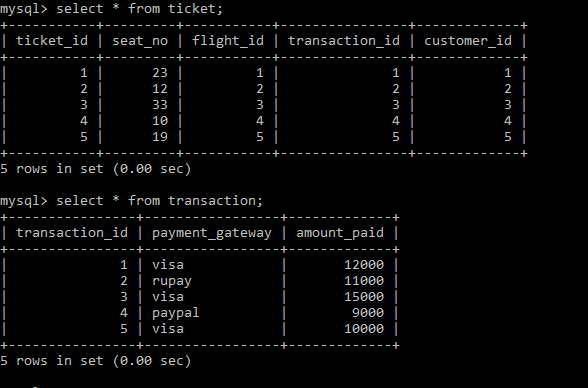 mysql> select * from ticket;
+-----------+---------+-----------+----------------+-------------+
| ticket_id | seat_no | flight_id | transaction_id | customer_id |
+-----------+---------+-----------+----------------+-------------+
|         1 |      23 |         1 |              1 |           1 |
|         2 |      12 |         2 |              2 |           2 |
|         3 |      33 |         3 |              3 |           3 |
|         4 |      10 |         4 |              4 |           4 |
|         5 |      19 |         5 |              5 |           5 |
+-----------+---------+-----------+----------------+-------------+
5 rows in set (0.00 sec)
mysql> select * from transaction;
+----------------+-----------------+-------------+
| transaction_id | payment_gateway | amount_paid |
+----------------+-----------------+-------------+
|              1 | visa            |       12000 |
|              2 | rupay           |       11000 |
|              3 | visa            |       15000 |
|              4 | paypal          |        9000 |
|              5 | visa            |       10000 |
+----------------+-----------------+-------------+
5 rows in set (0.00 sec)